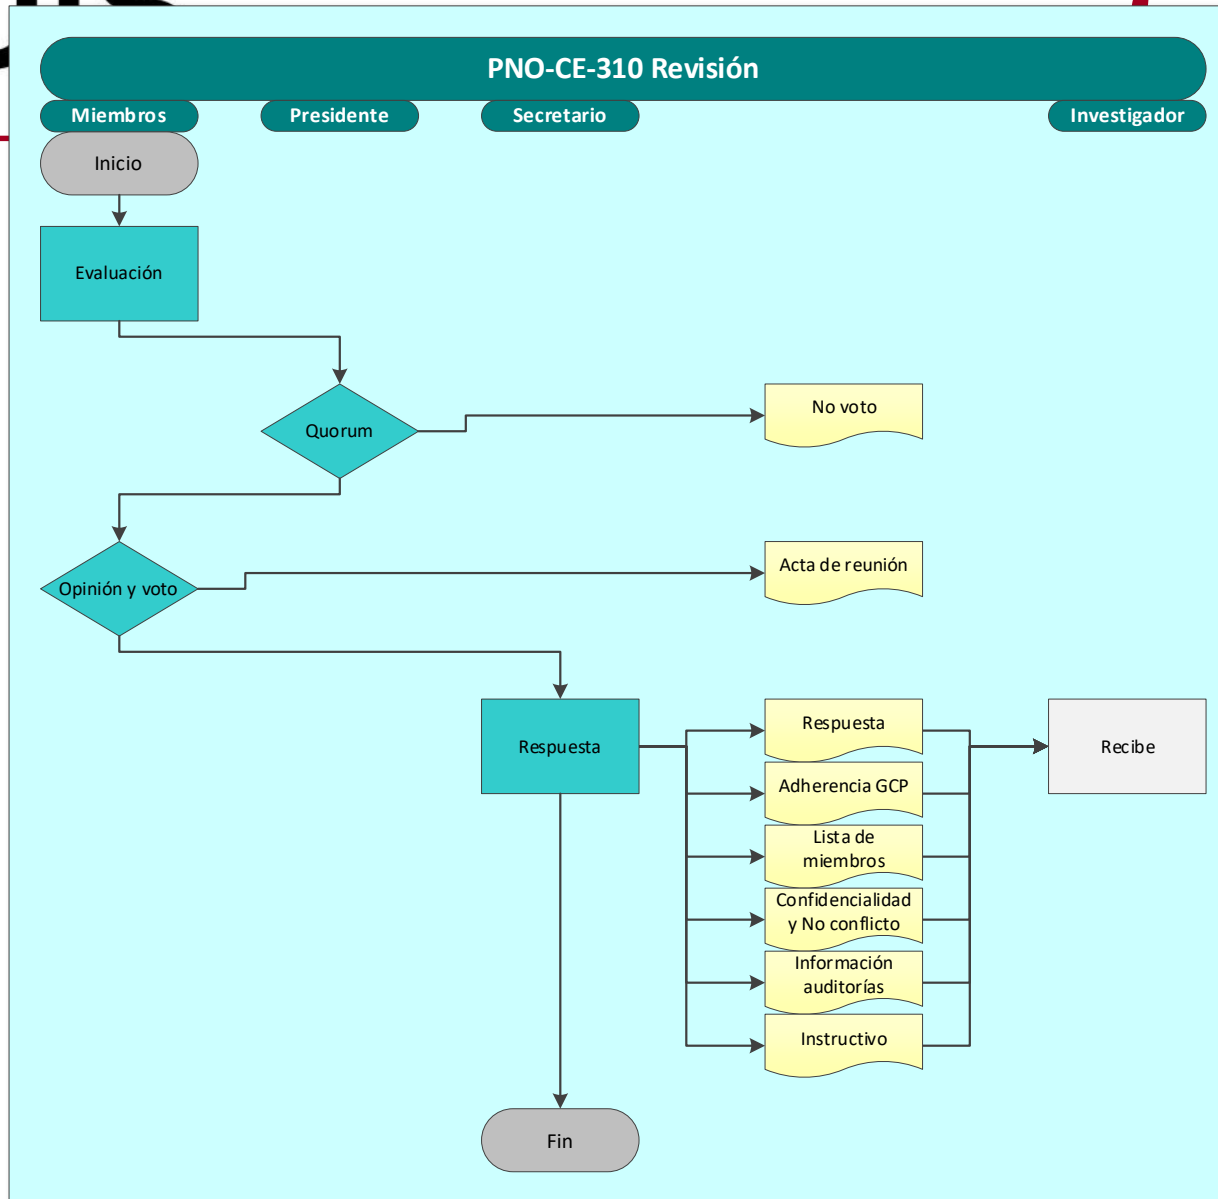 PNO-CE-310 Revisión
Miembros
Presidente
Secretario
Investigador
Inicio
Evaluación
Quorum
No voto
Opinión y voto
Acta de reunión
Respuesta
Respuesta
Recibe
Adherencia GCP
Lista de
miembros
Confidencialidad
y No conflicto
Información
auditorías
Instructivo
Fin